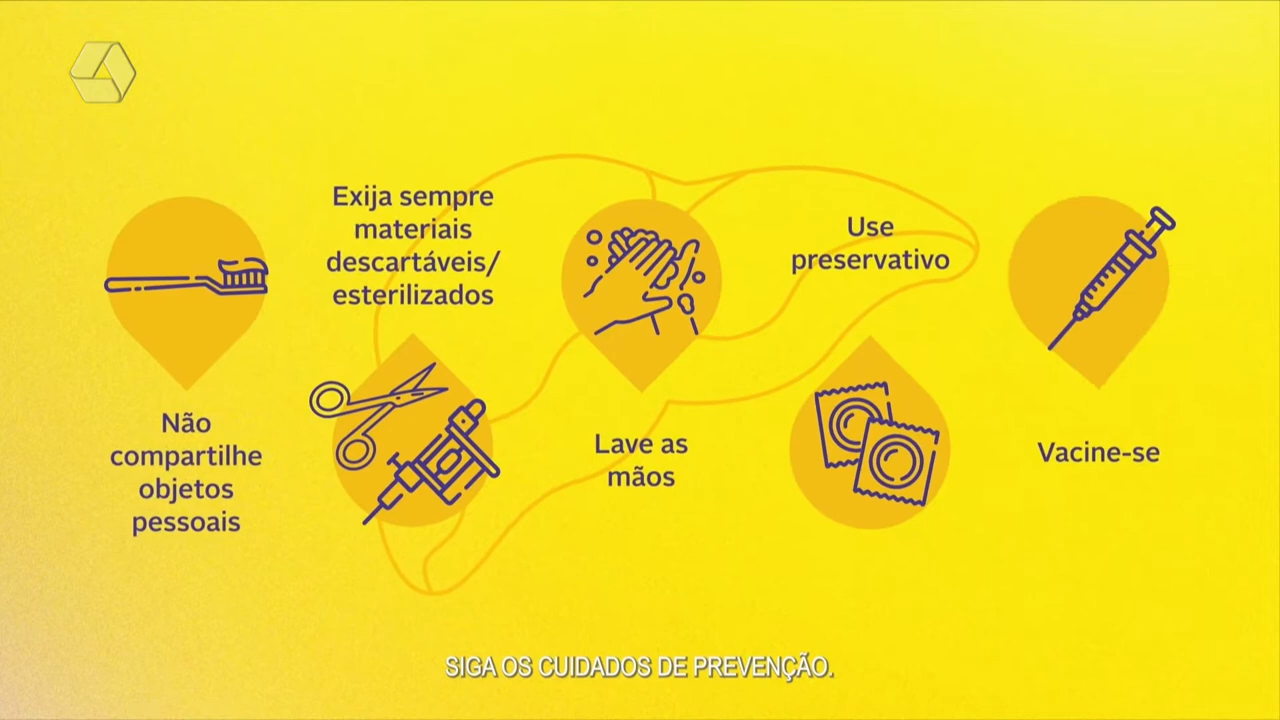 Não
compartilhe
objetos
pessoais
Exija sempre
materiais
descartáveis/
esterilizados
Lave as
mãos
Use
preservativo
Vacine-se
SIGA OS CUIDADOS DE PREVENÇÃO.